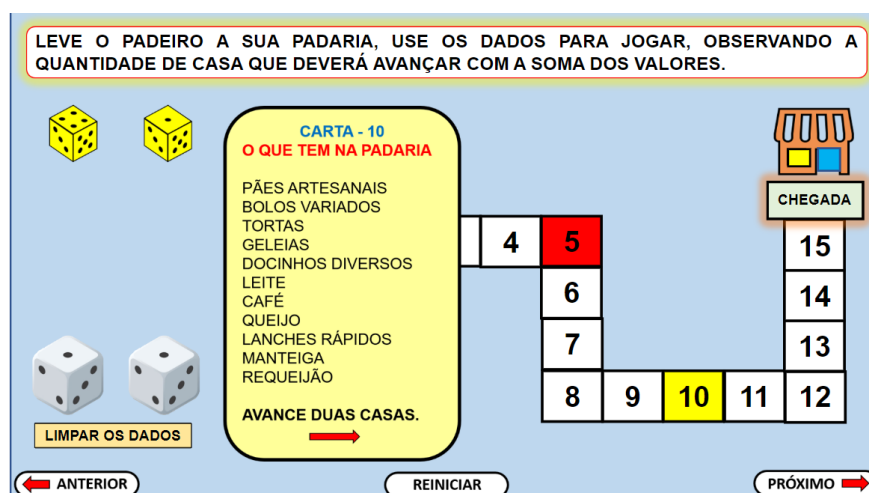 LEVE O PADEIRO A SUA PADARIA, USE OS DADOS PARA JOGAR, OBSERVANDO A
QUANTIDADE DE CASA QUE DEVERÁ AVANÇAR COM A SOMA DOS VALORES.
CARTA - 10
O QUE TEM NA PADARIA
PÃES ARTESANAIS
BOLOS VARIADOS
TORTAS
GELEIAS
DOCINHOS DIVERSOS
LEITE
CAFÉ
QUEIJO
LANCHES RÁPIDOS
MANTEIGA
REQUEIJÃO
AVANCE DUAS CASAS.
4 5
6
7
8 9 10 11 12
13
14
15
CHEGADA
LIMPAR OS DADOS
ANTERIOR
REINICIAR
PRÓXIMO